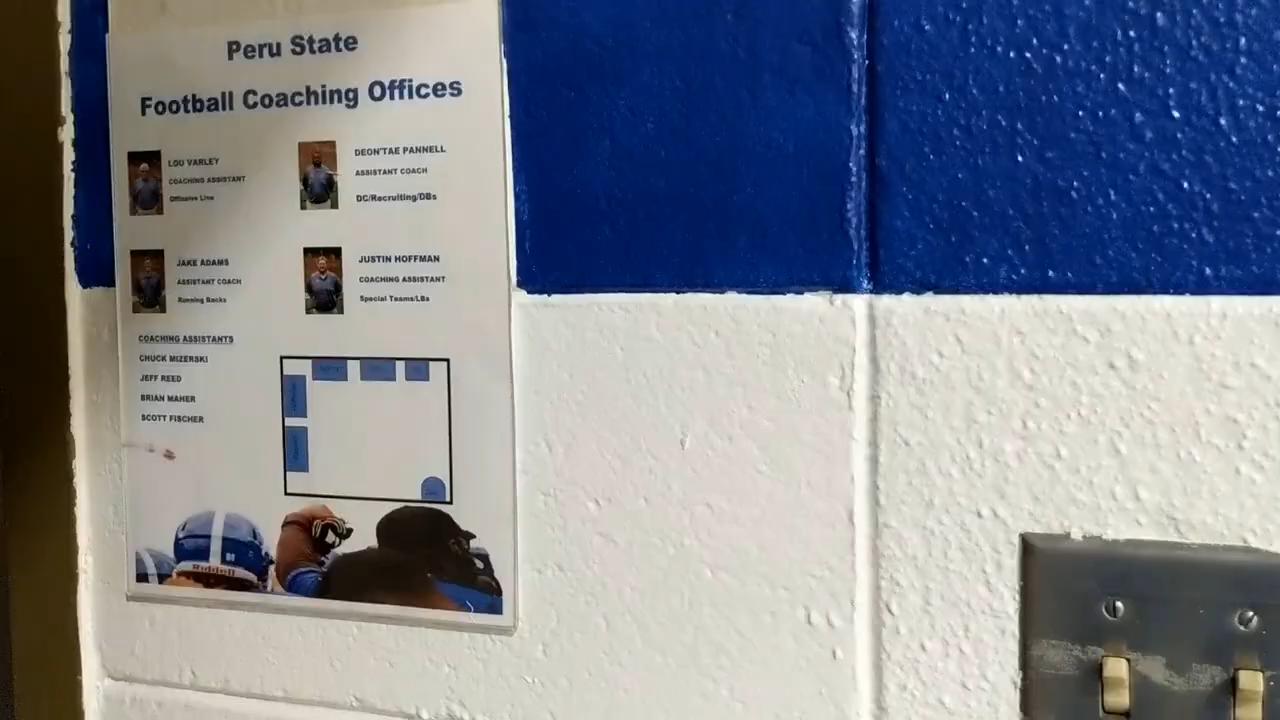 Peru State
Football Coaching Offices
LOU VARLEY
COACHING ASSISTANT
Offensive Line
DEON'TAE PANNELL
ASSISTANT COACH
DC/Recruiting/DBs
JAKE ADAMS
ASSISTANT COACH
Running Backs
JUSTIN HOFFMAN
COACHING ASSISTANT
Special Teams/LBs
COACHING ASSISTANTS
CHUCK MIZERSKI
JEFF REED
BRIAN MAHER
SCOTT FISCHER
Riddell